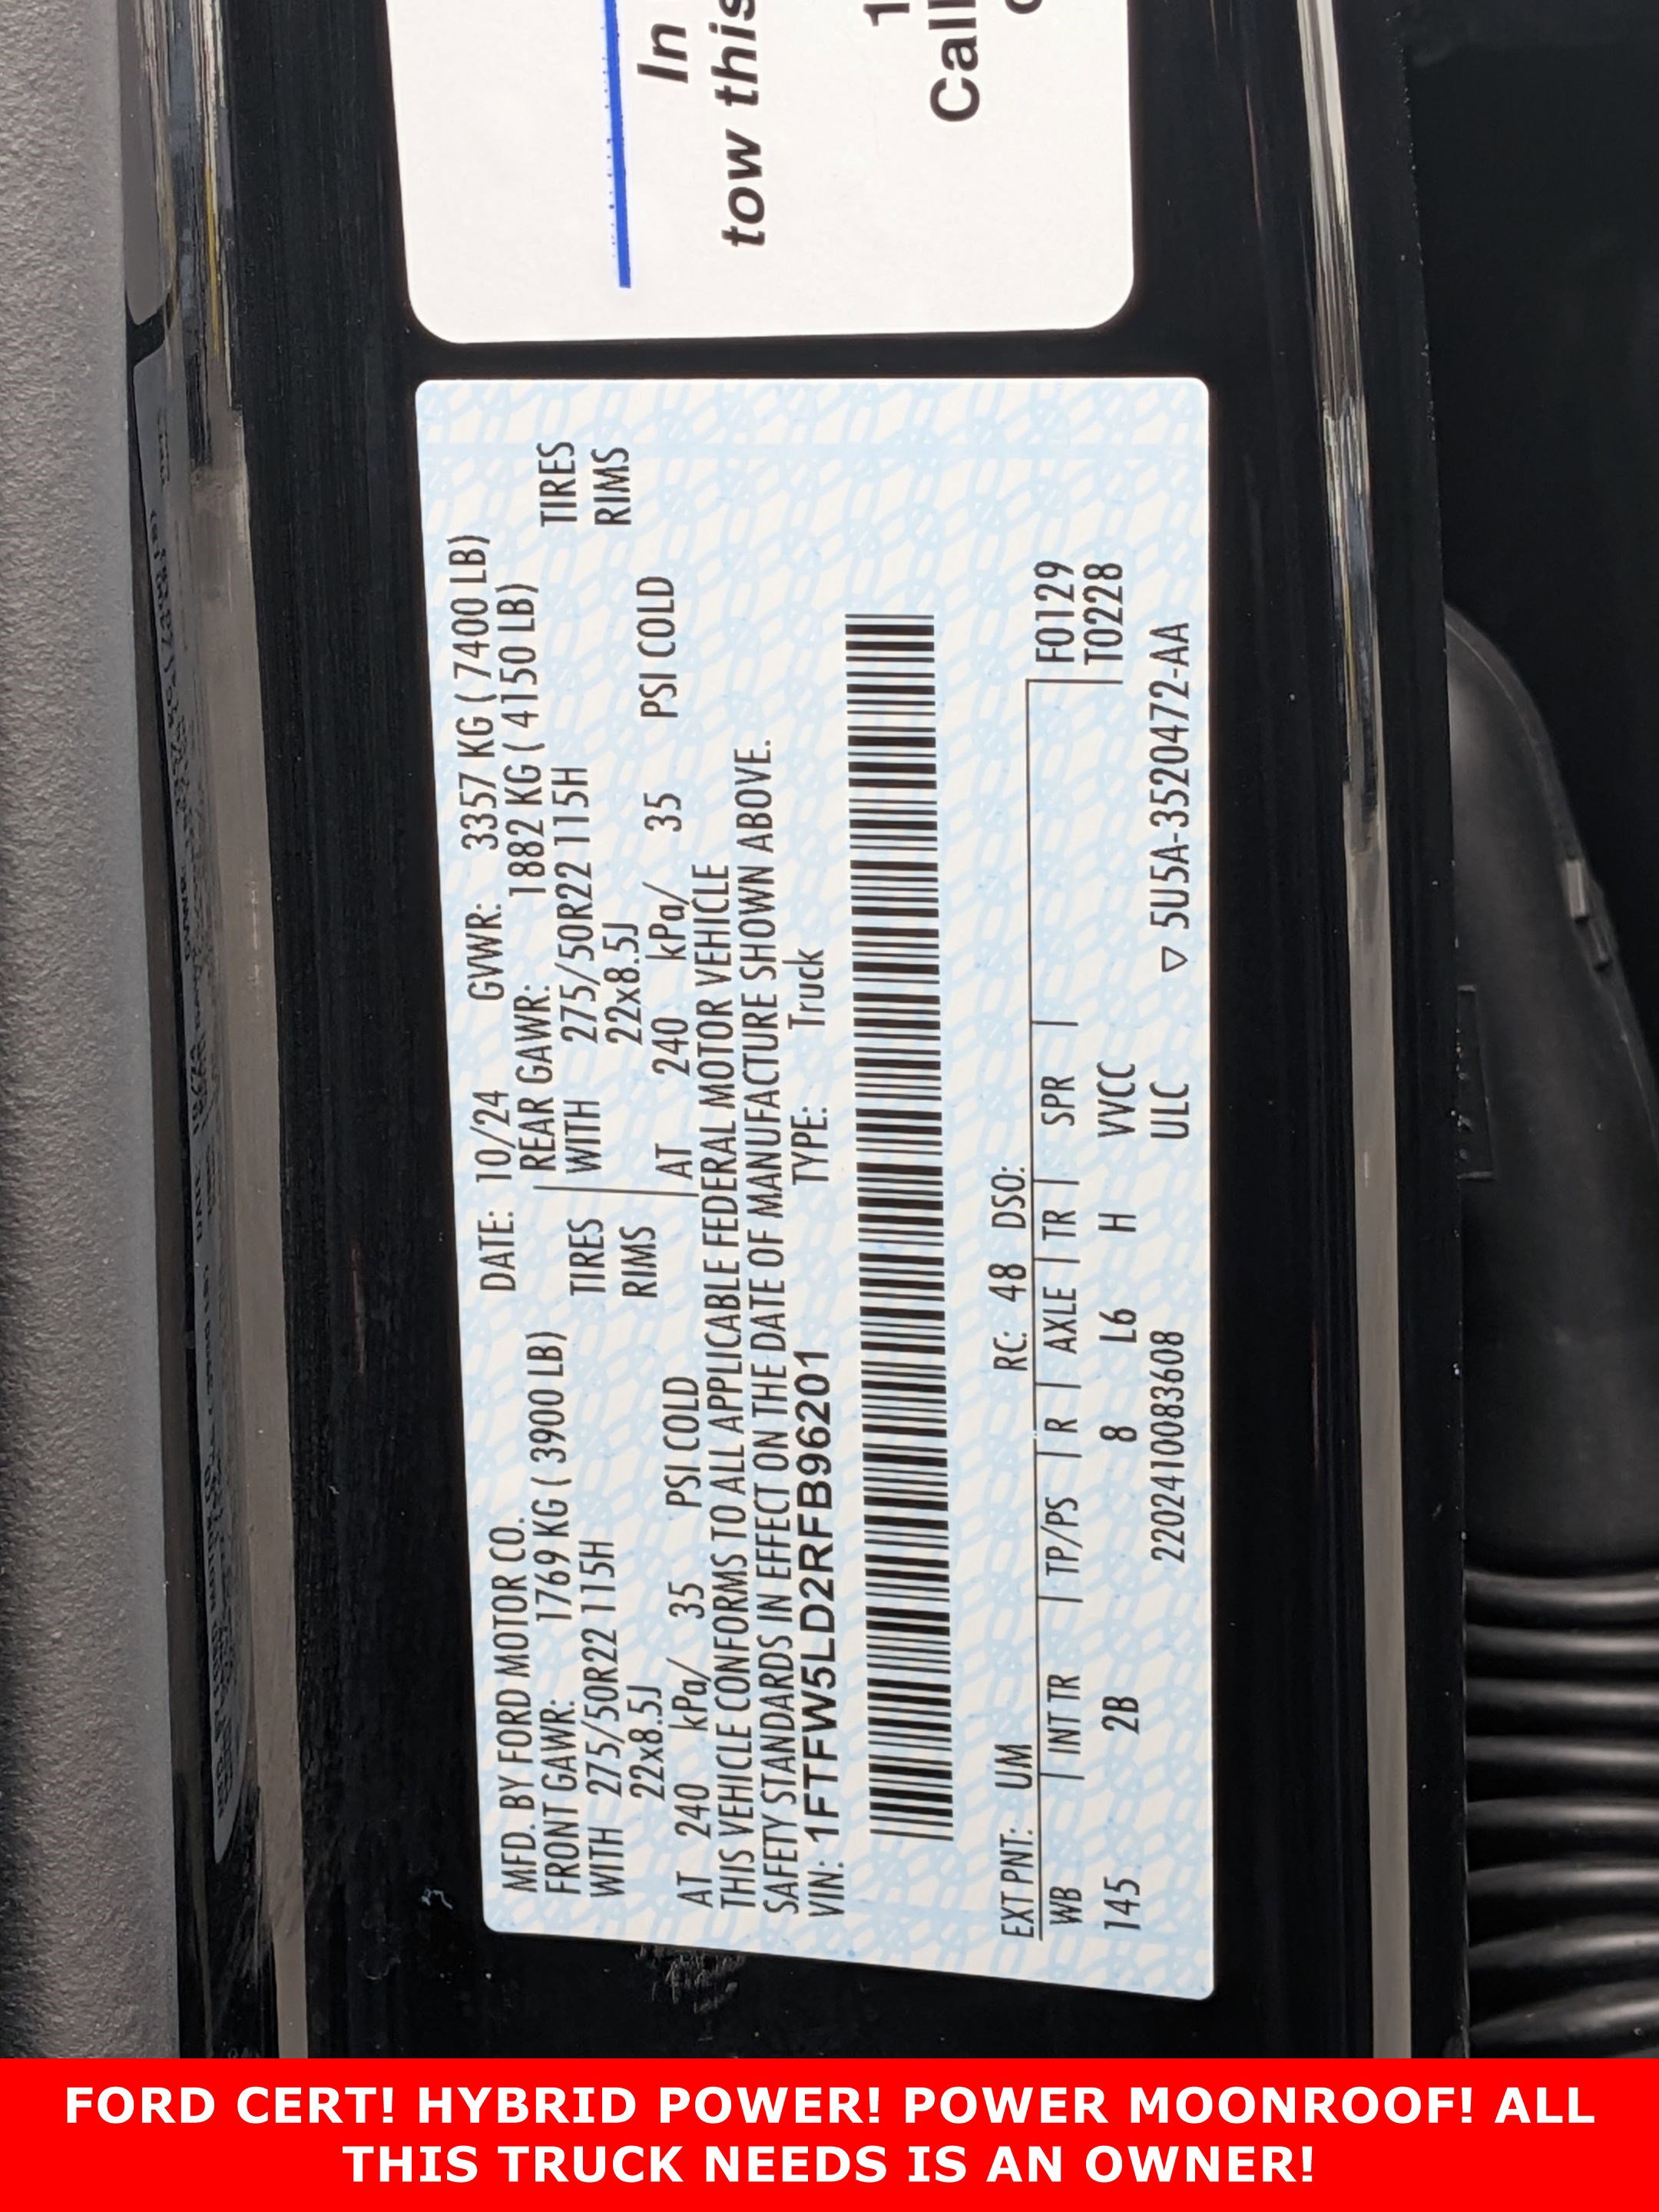 In
tow this
1
Call
MFD. BY FORD MOTOR CO. DATE: 10/24 GVWR: 3357 KG ( 7400 LB)
FRONT GAWR: 1769 KG ( 3900 LB) REAR GAWR: 1882 KG ( 4150 LB)
WITH 275/50R22 115H TIRES WITH 275/50R22 115H TIRES
22x8.5J RIMS 22x8.5J RIMS
AT 240 kPa/ 35 PSI COLD AT 240 kPa/ 35 PSI COLD
THIS VEHICLE CONFORMS TO ALL APPLICABLE FEDERAL MOTOR VEHICLE
SAFETY STANDARDS IN EFFECT ON THE DATE OF MANUFACTURE SHOWN ABOVE.
VIN: 1FTFW5LD2RFB96201 TYPE: Truck
EXT PNT: UM RC: 48 DSO: F0129
WB | INT TR | TP/PS | R | AXLE | TR | SPR | T0228
145 2B 8 L6 H VVCC
2202410083608 ULC ▽ 5U5A-3520472-AA
FORD CERT! HYBRID POWER! POWER MOONROOF! ALL
THIS TRUCK NEEDS IS AN OWNER!